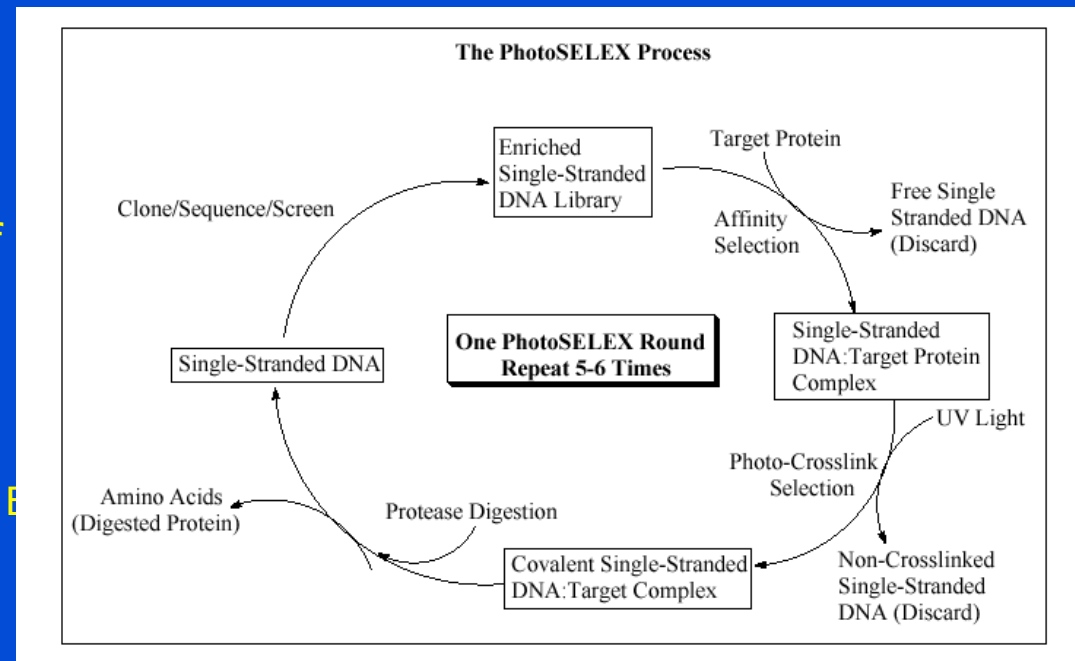 The PhotoSELEX Process
Enriched
Single-Stranded
DNA Library
Target Protein
Clone/Sequence/Screen
Affinity
Selection
Free Single
Stranded DNA
(Discard)
Single-Stranded DNA
One PhotoSELEX Round
Repeat 5-6 Times
Single-Stranded
DNA:Target Protein
Complex
UV Light
Photo-Crosslink
Selection
Amino Acids
(Digested Protein)
Protease Digestion
Covalent Single-Stranded
DNA:Target Complex
Non-Crosslinked
Single-Stranded
DNA (Discard)